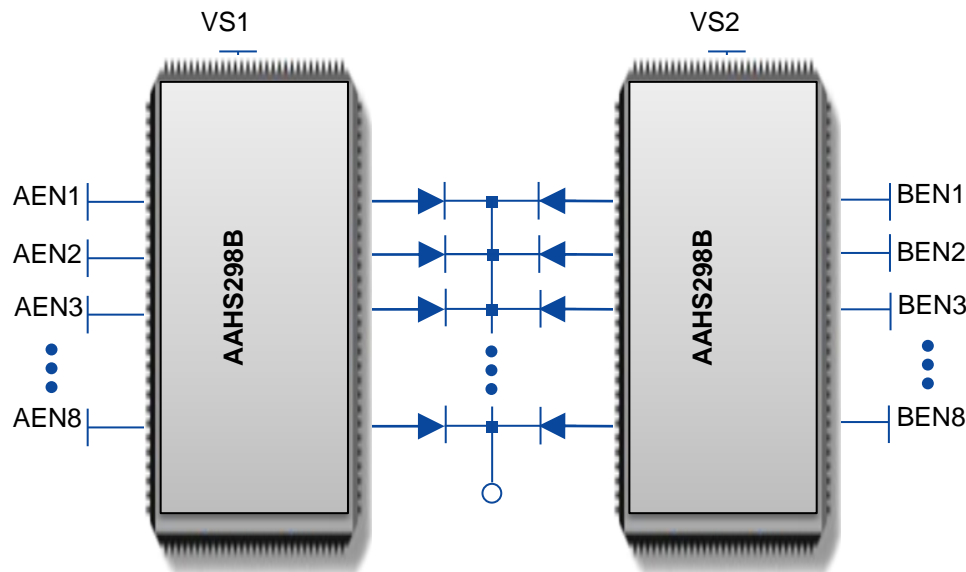 VS1
VS2
AEN1
AEN2
AEN3
AEN8
AAHS298B
AAHS298B
BEN1
BEN2
BEN3
BEN8